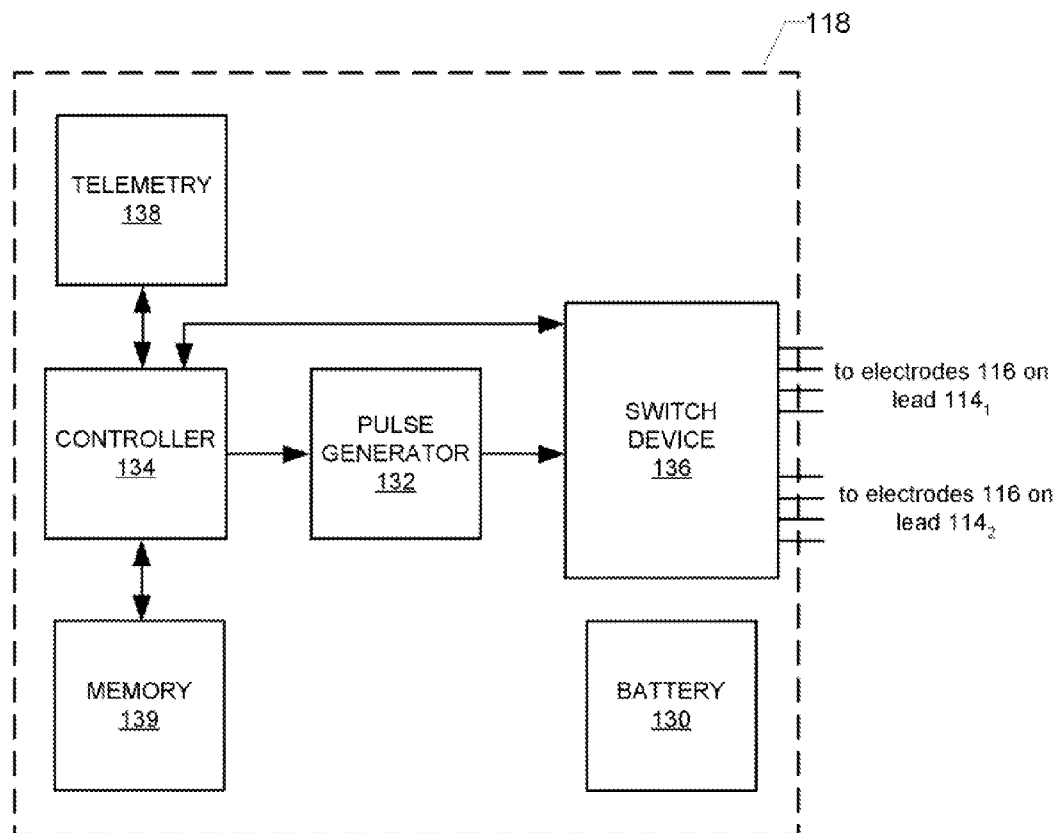 118
TELEMETRY
138
CONTROLLER
134
PULSE
GENERATOR
132
SWITCH
DEVICE
136
to electrodes 116 on
lead 114₁
to electrodes 116 on
lead 114₂
MEMORY
139
BATTERY
130